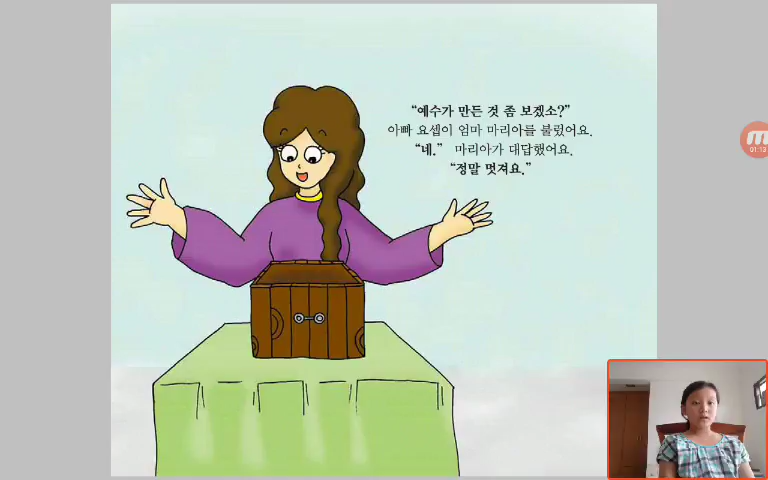 “예수가 만든 것 좀 보겠소?”
아빠 요셉이 엄마 마리아를 불렀어요.
“네.” 마리아가 대답했어요.
“정말 멋져요.”
01:13